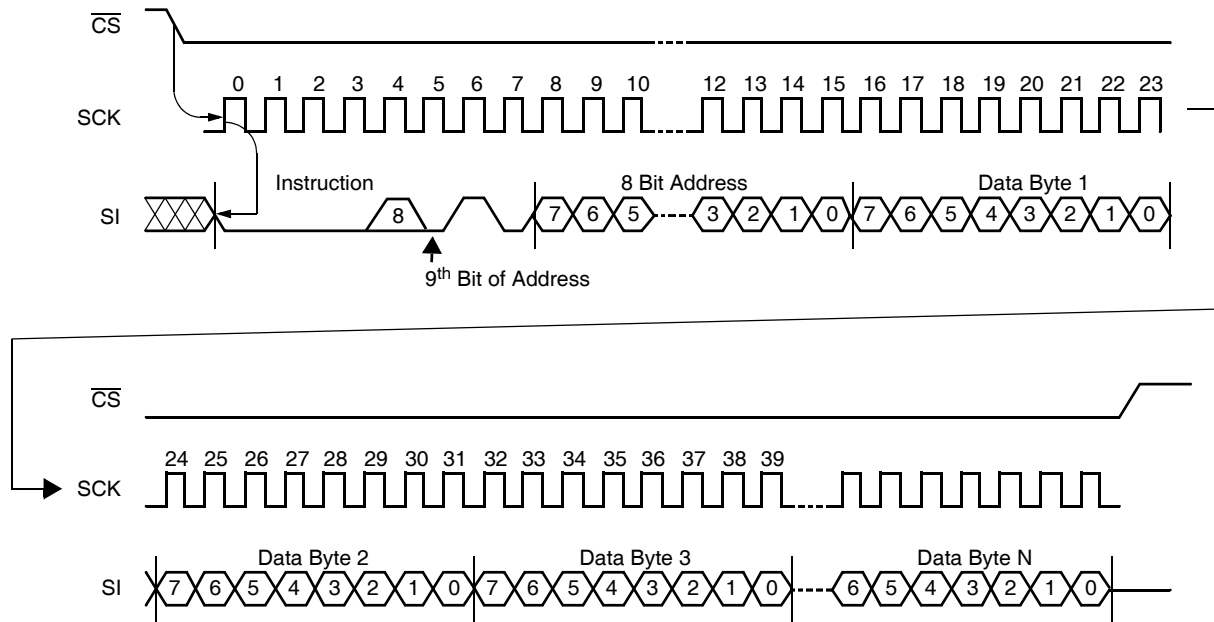 CS
0 1 2 3 4 5 6 7 8 9 10 12 13 14 15 16 17 18 19 20 21 22 23
SCK
Instruction 8 Bit Address Data Byte 1
SI 8 7 6 5 3 2 1 0 7 6 5 4 3 2 1 0
9th Bit of Address
CS
24 25 26 27 28 29 30 31 32 33 34 35 36 37 38 39
SCK
Data Byte 2 Data Byte 3 Data Byte N
SI 7 6 5 4 3 2 1 0 7 6 5 4 3 2 1 0 6 5 4 3 2 1 0